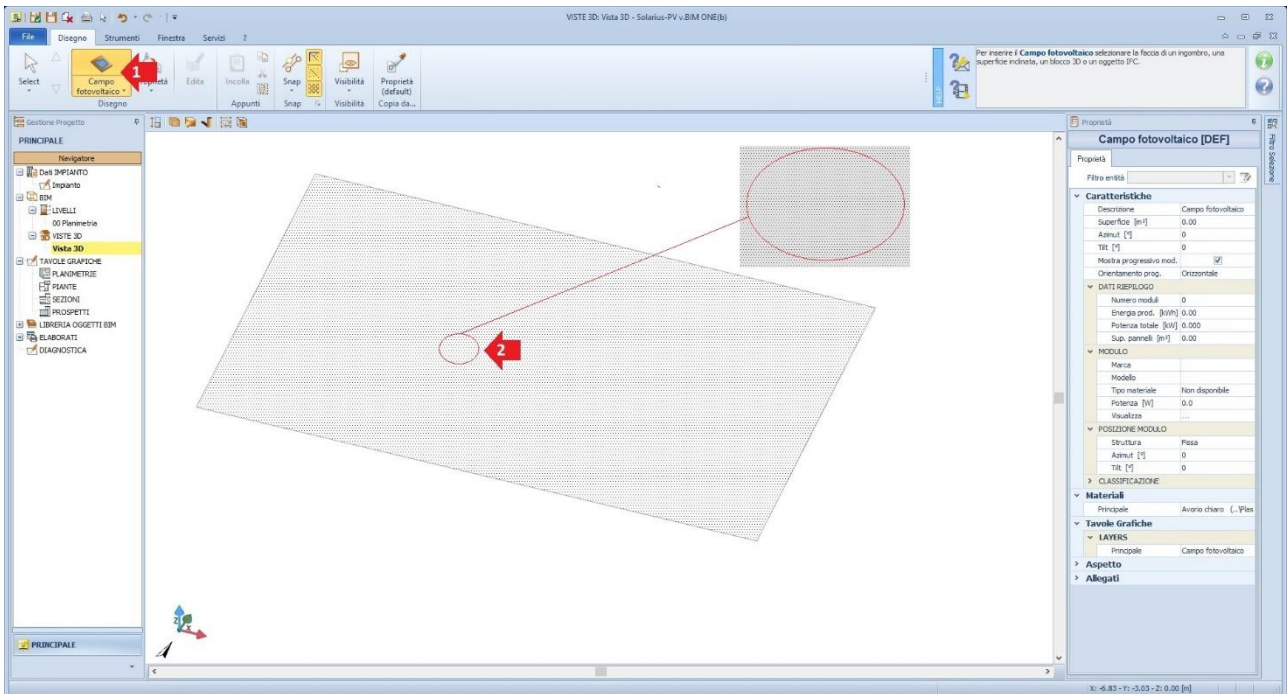 VISTE 3D: Vista 3D - Solarius-PV v.BIM ONE(b)
File Disegno Strumenti Finestra Servizi ?
Select
Campo fotovoltaico
Proprietà
Edita
Disegno
Incolla
Appunti
Snap
Snap
Visibilità
Visibilità
Proprietà (default)
Copia da...
1
HELP
Per inserire il Campo fotovoltaico selezionare la faccia di un ingombro, una
superficie inclinata, un blocco 3D o un oggetto IFC.
Gestione Progetto
PRINCIPALE
Navigatore
Dati IMPIANTO
Impianto
BIM
LIVELLI
00 Planimetria
VISTE 3D
Vista 3D
TAVOLE GRAFICHE
PLANIMETRIE
PIANTE
SEZIONI
PROSPETTI
LIBRERIA OGGETTI BIM
ELABORATI
DIAGNOSTICA
PRINCIPALE
2
Z X
Proprietà
Campo fotovoltaico [DEF]
Proprietà
Filtro entità
Caratteristiche
Descrizione Campo fotovoltaico
Superficie [m²] 0.00
Azimut [°] 0
Tilt [°] 0
Mostra progressivo mod.
Orientamento prog. Orizzontale
DATI RIEPILOGO
Numero moduli 0
Energia prod. [kWh] 0.00
Potenza totale [kW] 0.000
Sup. pannelli [m²] 0.00
MODULO
Marca
Modello
Tipo materiale Non disponibile
Potenza [W] 0.0
Visualizza ...
POSIZIONE MODULO
Struttura Fissa
Azimut [°] 0
Tilt [°] 0
CLASSIFICAZIONE
Materiali
Principale Avorio chiaro (..\Plas
Tavole Grafiche
LAYERS
Principale Campo fotovoltaico
Aspetto
Allegati
Filtro Selezione
X: -6.83 - Y: -3.03 - Z: 0.00 [m]